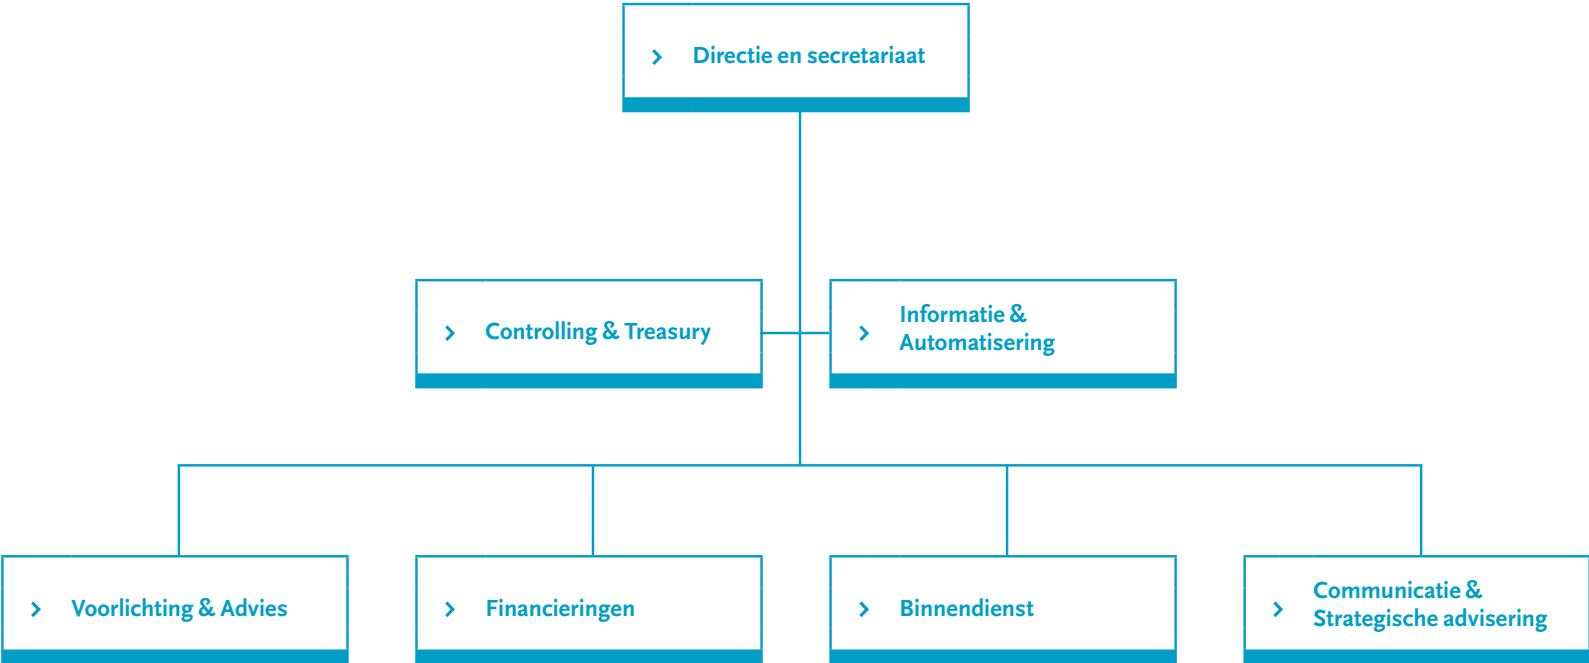 Directie en secretariaat
Controlling & Treasury
Informatie &
Automatisering
Voorlichting & Advies
Financieringen
Binnendienst
Communicatie &
Strategische advisering